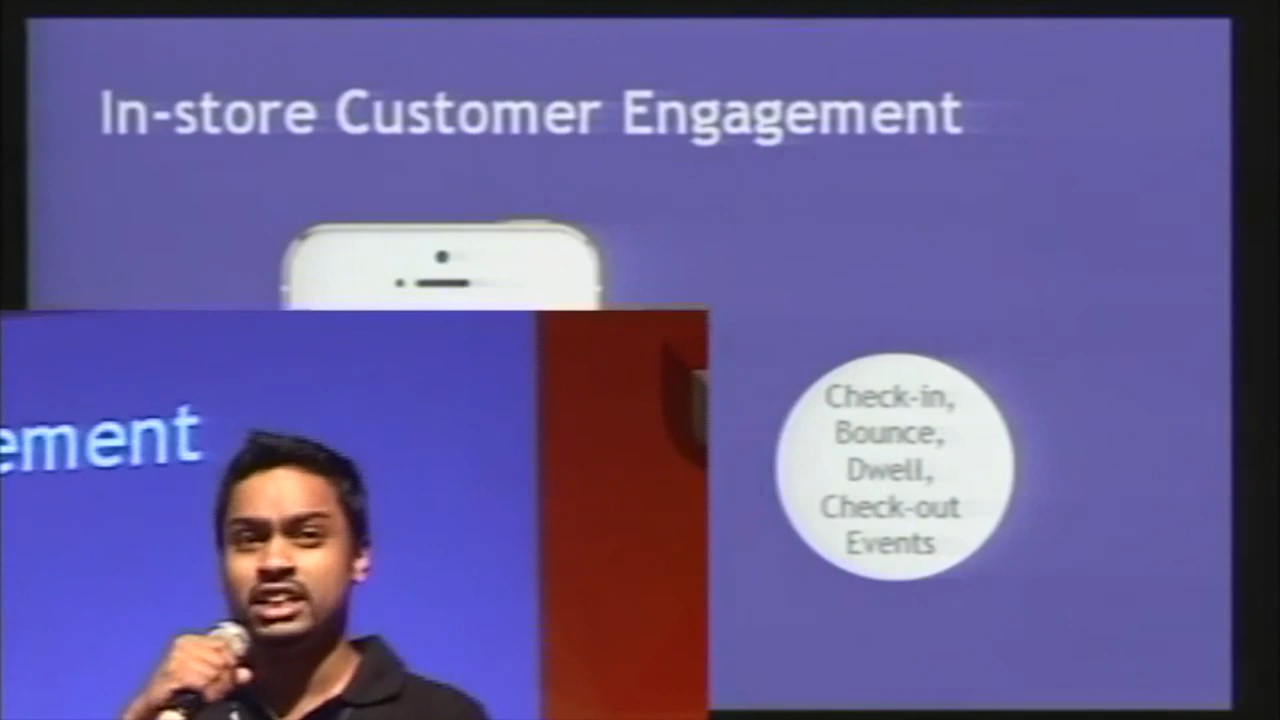 In-store Customer Engagement
Check-in,
Bounce,
Dwell,
Check-out
Events
ement